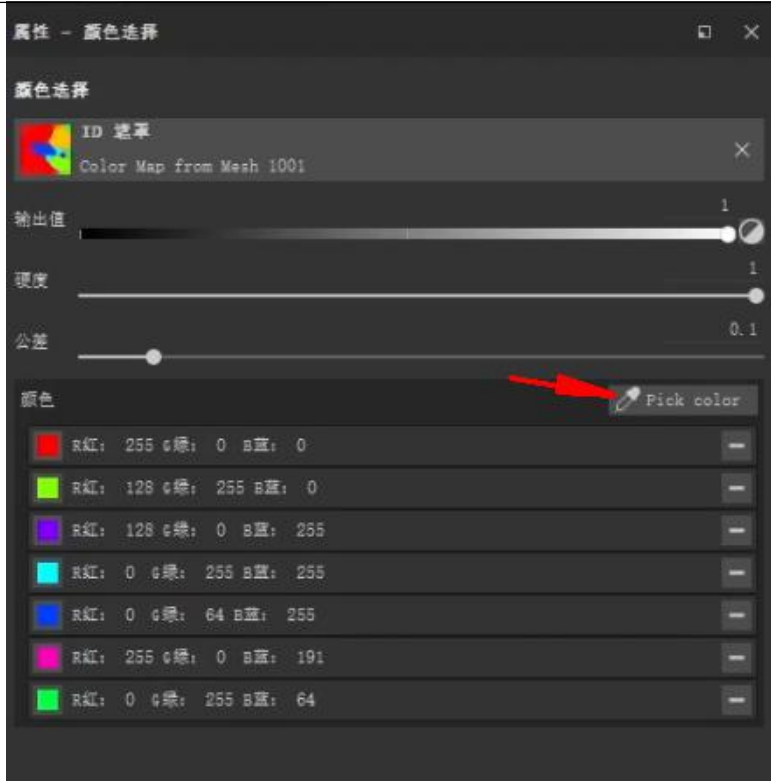 属性 - 颜色选择
颜色选择
ID 遮罩
Color Map from Mesh 1001
输出值 1
硬度 1
公差 0.1
颜色 Pick color
R红: 255 G绿: 0 B蓝: 0
R红: 128 G绿: 255 B蓝: 0
R红: 128 G绿: 0 B蓝: 255
R红: 0 G绿: 255 B蓝: 255
R红: 0 G绿: 64 B蓝: 255
R红: 255 G绿: 0 B蓝: 191
R红: 0 G绿: 255 B蓝: 64